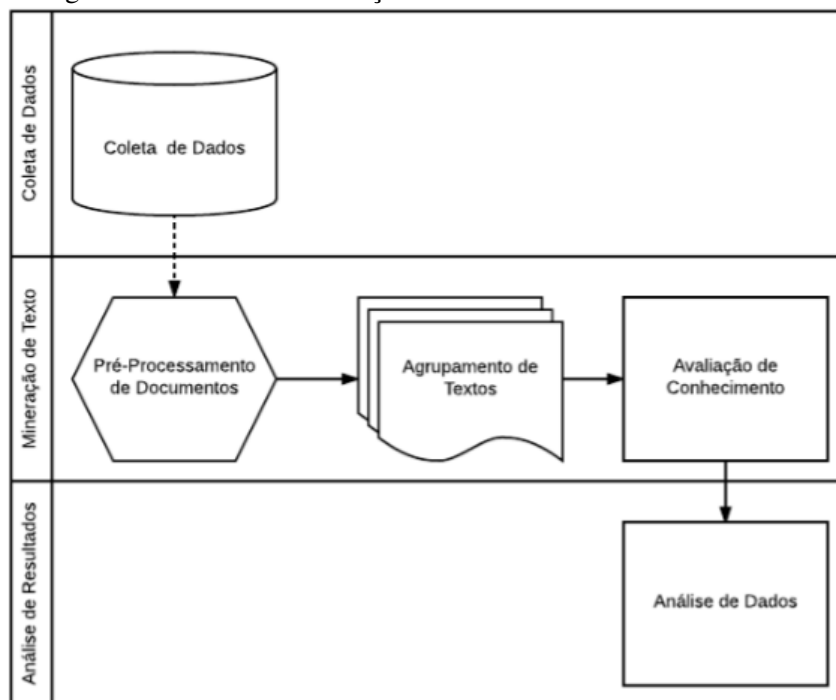 Coleta de Dados
Coleta de Dados
Mineração de Texto
Pré-Processamento
de Documentos
Agrupamento de
Textos
Avaliação de
Conhecimento
Análise de Resultados
Análise de Dados